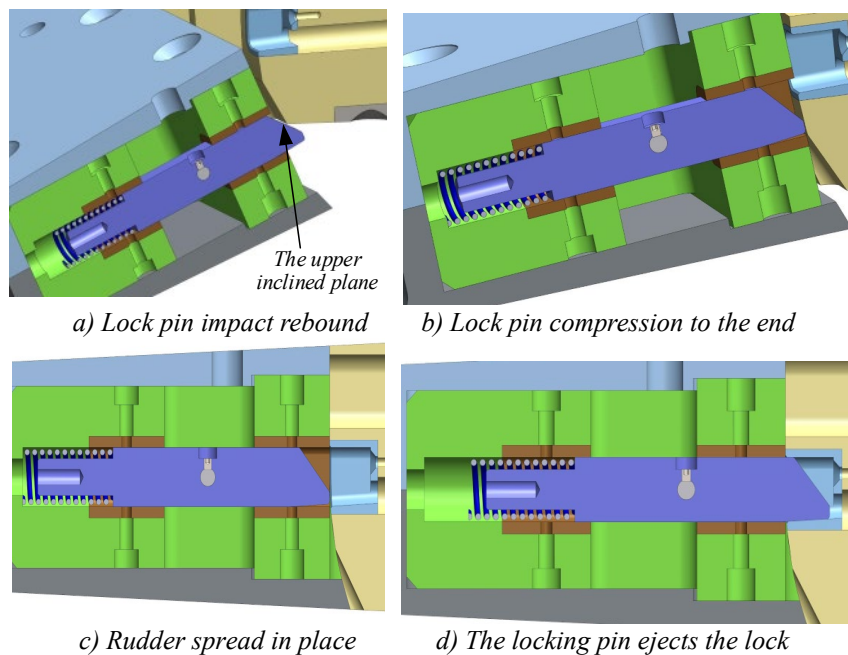 The upper
inclined plane
a) Lock pin impact rebound
b) Lock pin compression to the end
c) Rudder spread in place
d) The locking pin ejects the lock